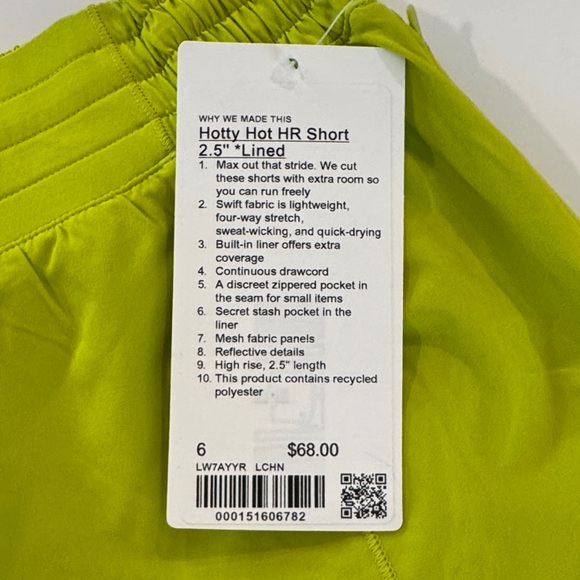 WHY WE MADE THIS
Hotty Hot HR Short
2.5" *Lined
1. Max out that stride. We cut
these shorts with extra room so
you can run freely
2. Swift fabric is lightweight,
four-way stretch,
sweat-wicking, and quick-drying
3. Built-in liner offers extra
coverage
4. Continuous drawcord
5. A discreet zippered pocket in
the seam for small items
6. Secret stash pocket in the
liner
7. Mesh fabric panels
8. Reflective details
9. High rise, 2.5" length
10. This product contains recycled
polyester
6 $68.00
LW7AYYR LCHN
000151606782